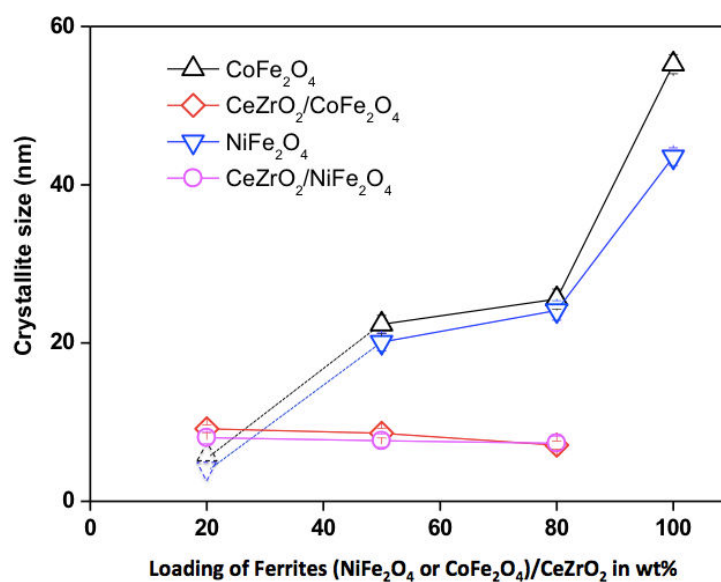 60
40
20
0
Crystallite size (nm)
CoFe₂O₄
CeZrO₂/CoFe₂O₄
NiFe₂O₄
CeZrO₂/NiFe₂O₄
0 20 40 60 80 100
Loading of Ferrites (NiFe₂O₄ or CoFe₂O₄)/CeZrO₂ in wt%